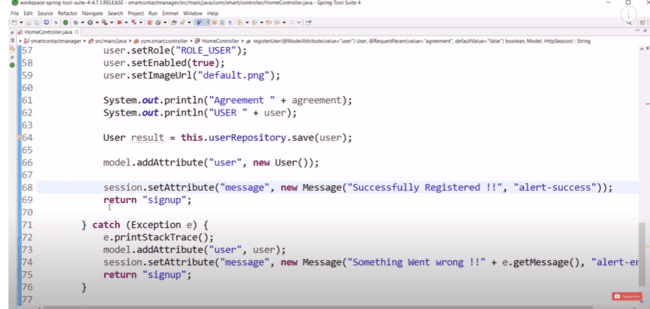 workspace-spring-tool-suite-4-4.7.1.RELEASE - smartcontactmanager/src/main/java/com/smart/controller/HomeController.java - Spring Tool Suite 4
File Edit Source Refactor Navigate Search Project Run Window Help
HomeController.java
smartcontactmanager src/main/java com.smart.controller HomeController registerUser(@ModelAttribute(value="user") User, @RequestParam(value="agreement", defaultValue="false") boolean, Model, HttpSession) : String
57 user.setRole("ROLE_USER");
58 user.setEnabled(true);
59 user.setImageUrl("default.png");
60
61 System.out.println("Agreement " + agreement);
62 System.out.println("USER " + user);
63
64 User result = this.userRepository.save(user);
65
66 model.addAttribute("user", new User());
67
68 session.setAttribute("message", new Message("Successfully Registered !!", "alert-success"));
69 return "signup";
70
71 } catch (Exception e) {
72 e.printStackTrace();
73 model.addAttribute("user", user);
74 session.setAttribute("message", new Message("Something Went wrong !!" + e.getMessage(), "alert-er
75 return "signup";
76 }
77
Subscribe